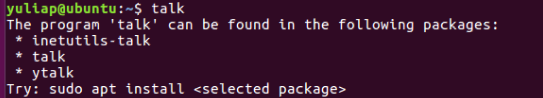 yuliap@ubuntu:~$ talk
The program 'talk' can be found in the following packages:
 * inetutils-talk
 * talk
 * ytalk
Try: sudo apt install <selected package>